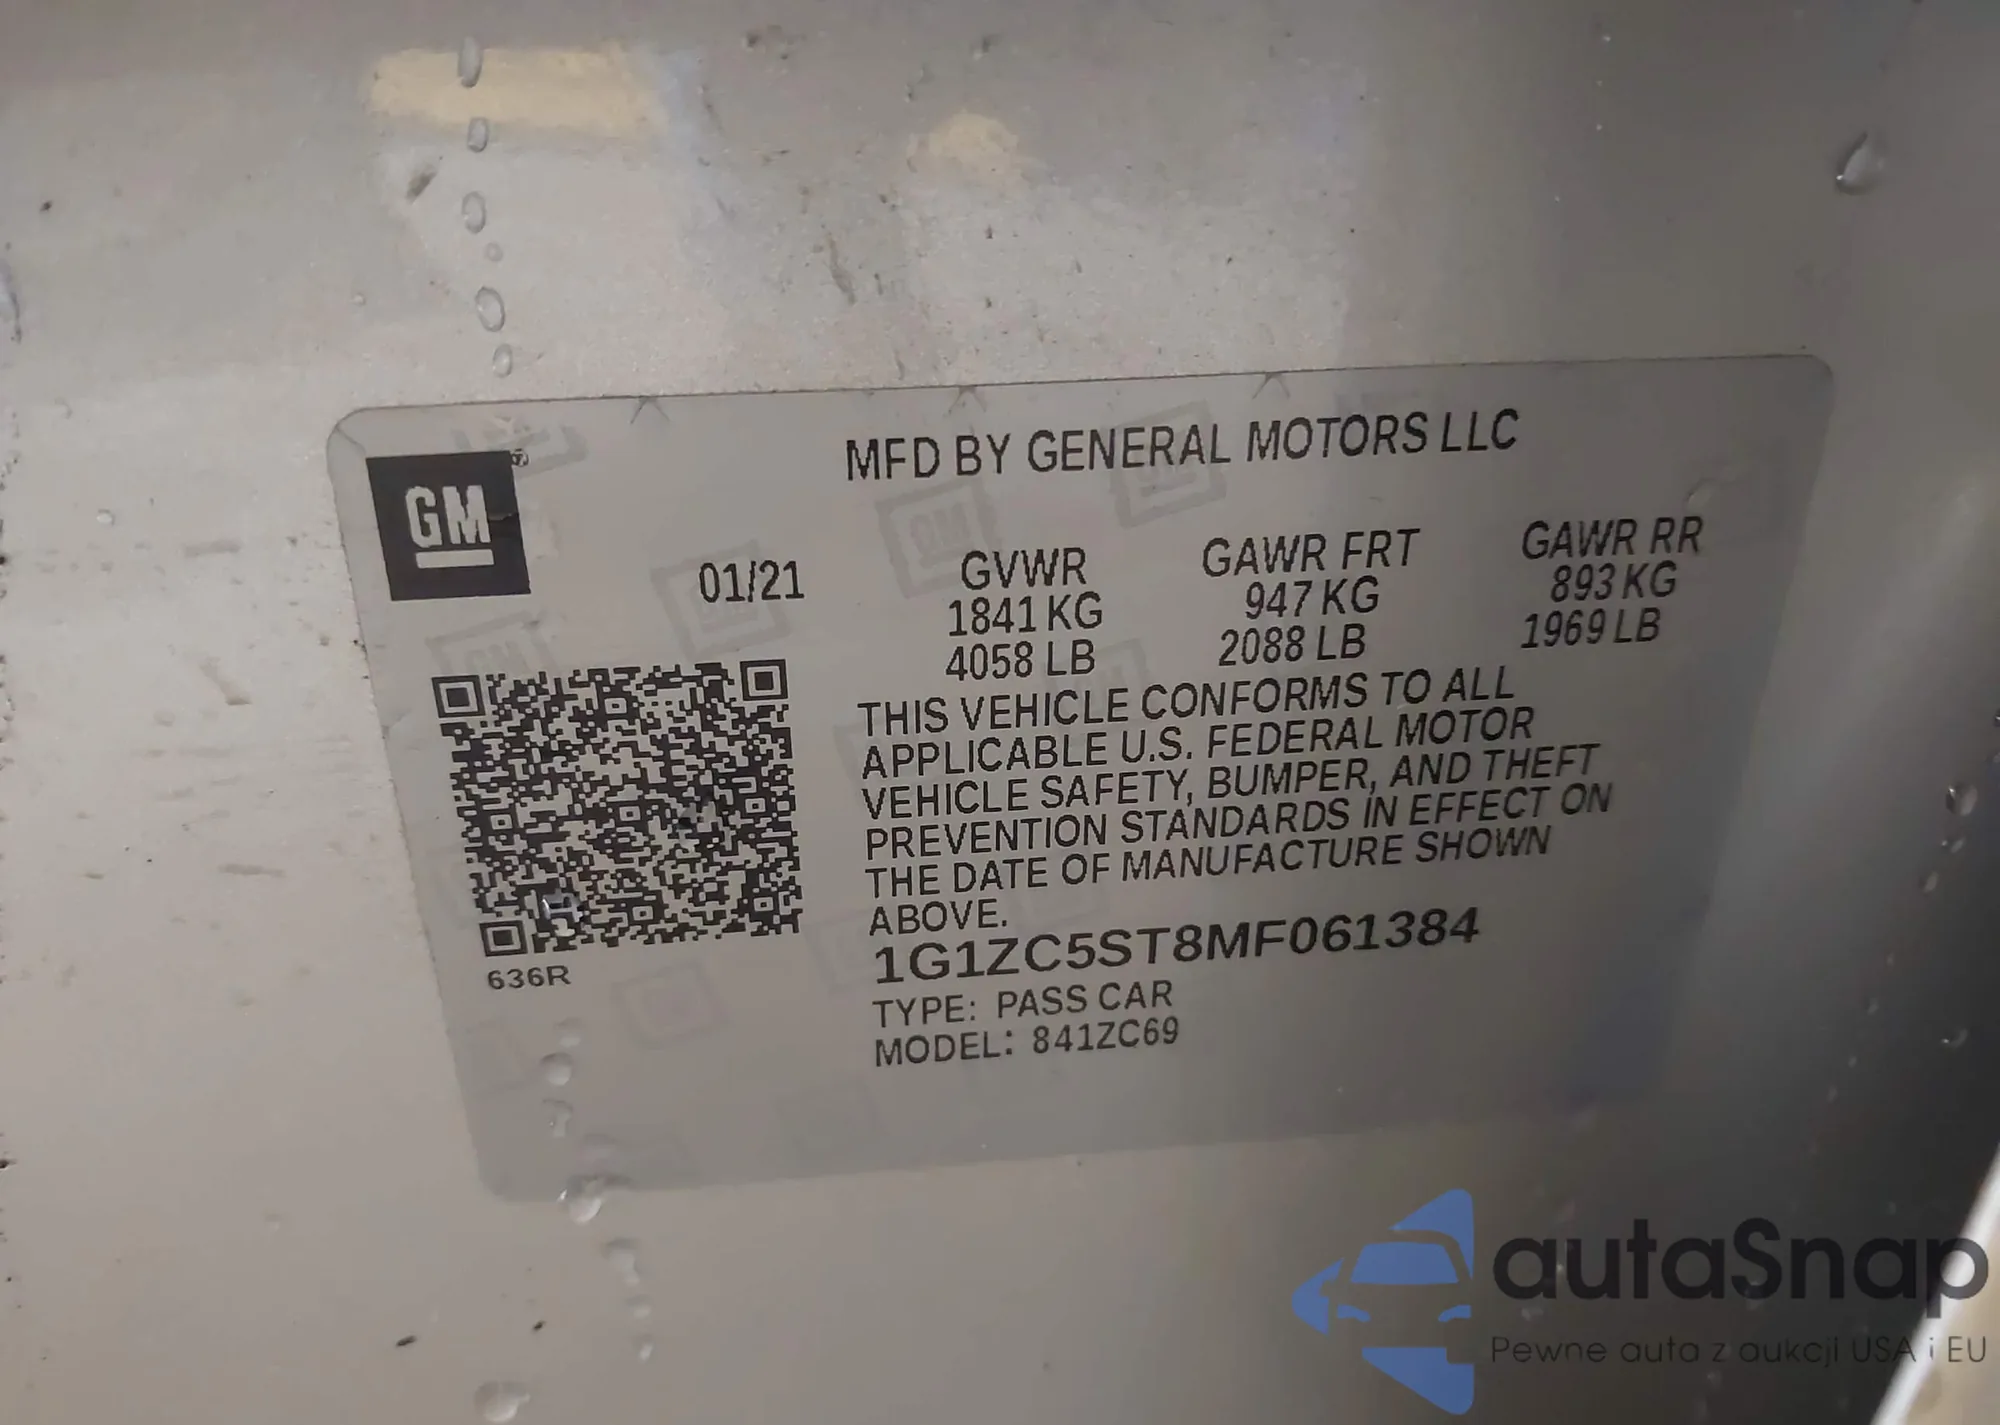 MFD BY GENERAL MOTORS LLC
GM®
01/21
GVWR GAWR FRT GAWR RR
1841 KG 947 KG 893 KG
4058 LB 2088 LB 1969 LB
THIS VEHICLE CONFORMS TO ALL
APPLICABLE U.S. FEDERAL MOTOR
VEHICLE SAFETY, BUMPER, AND THEFT
PREVENTION STANDARDS IN EFFECT ON
THE DATE OF MANUFACTURE SHOWN
ABOVE.
1G1ZC5ST8MF061384
636R
TYPE: PASS CAR
MODEL: 841ZC69
autaSnap
Pewne auta z aukcji USA i EU